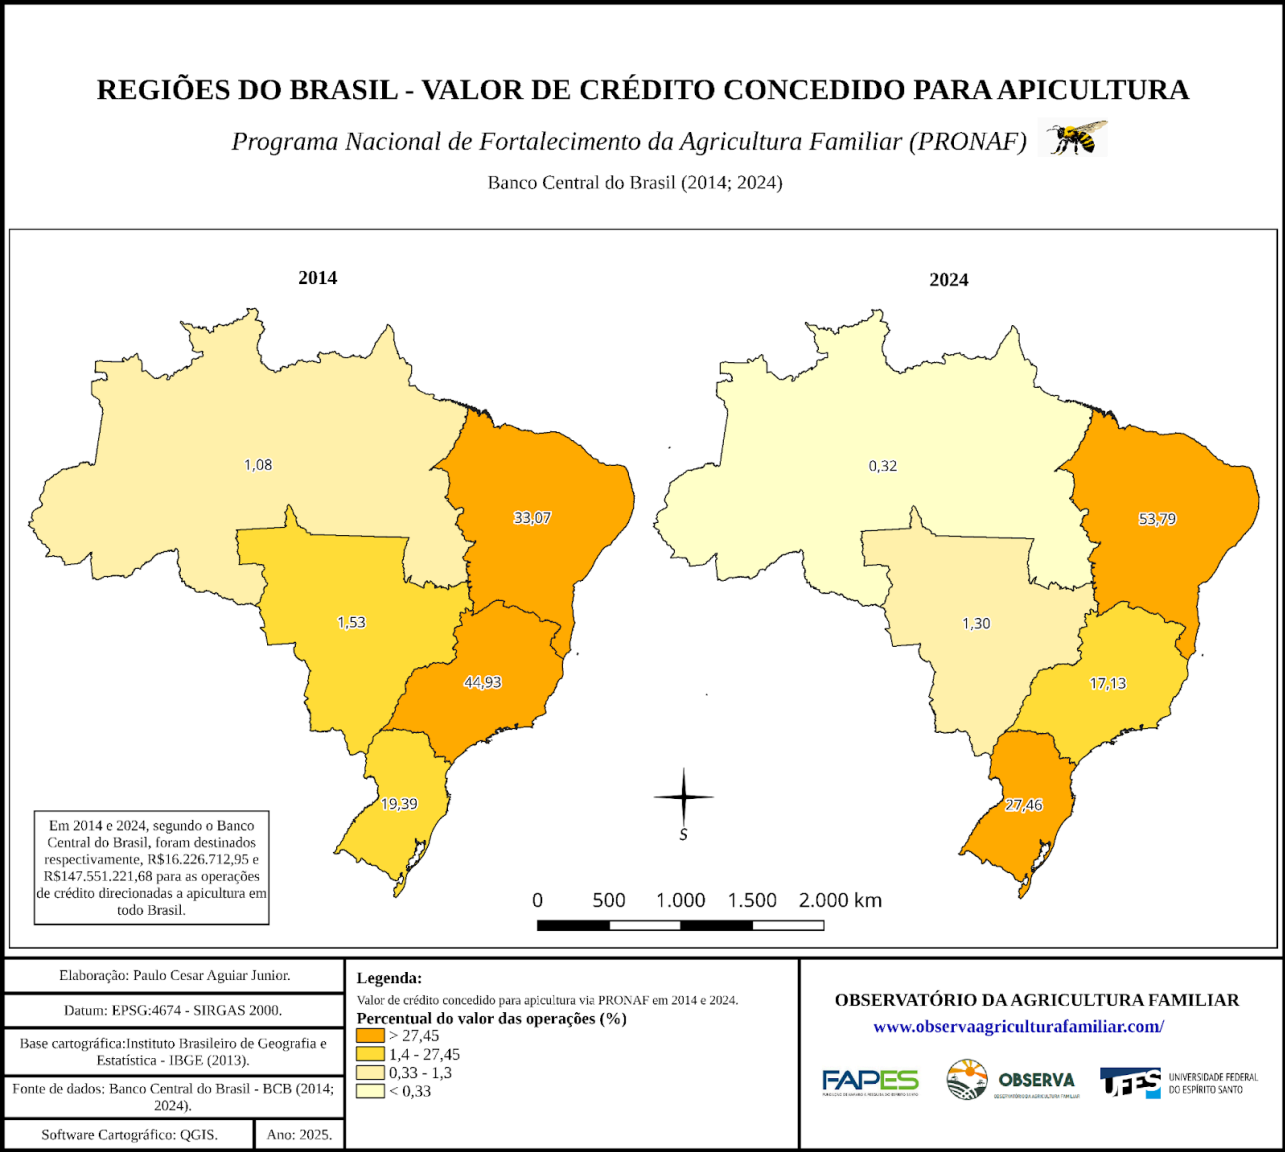 REGIÕES DO BRASIL - VALOR DE CRÉDITO CONCEDIDO PARA APICULTURA
Programa Nacional de Fortalecimento da Agricultura Familiar (PRONAF)
Banco Central do Brasil (2014; 2024)
2014
1,08
33,07
1,53
44,93
19,39
2024
0,32
53,79
1,30
17,13
27,46
S
Em 2014 e 2024, segundo o Banco
Central do Brasil, foram destinados
respectivamente, R$16.226.712,95 e
R$147.551.221,68 para as operações
de crédito direcionadas a apicultura em
todo Brasil.
0 500 1.000 1.500 2.000 km
Elaboração: Paulo Cesar Aguiar Junior.
Datum: EPSG:4674 - SIRGAS 2000.
Base cartográfica:Instituto Brasileiro de Geografia e
Estatística - IBGE (2013).
Fonte de dados: Banco Central do Brasil - BCB (2014;
2024).
Software Cartográfico: QGIS.
Ano: 2025.
Legenda:
Valor de crédito concedido para apicultura via PRONAF em 2014 e 2024.
Percentual do valor das operações (%)
> 27,45
1,4 - 27,45
0,33 - 1,3
< 0,33
OBSERVATÓRIO DA AGRICULTURA FAMILIAR
www.observaagriculturafamiliar.com/
FAPES
OBSERVA
OBSERVATÓRIO DA AGRICULTURA FAMILIAR
UFES
UNIVERSIDADE FEDERAL
DO ESPÍRITO SANTO